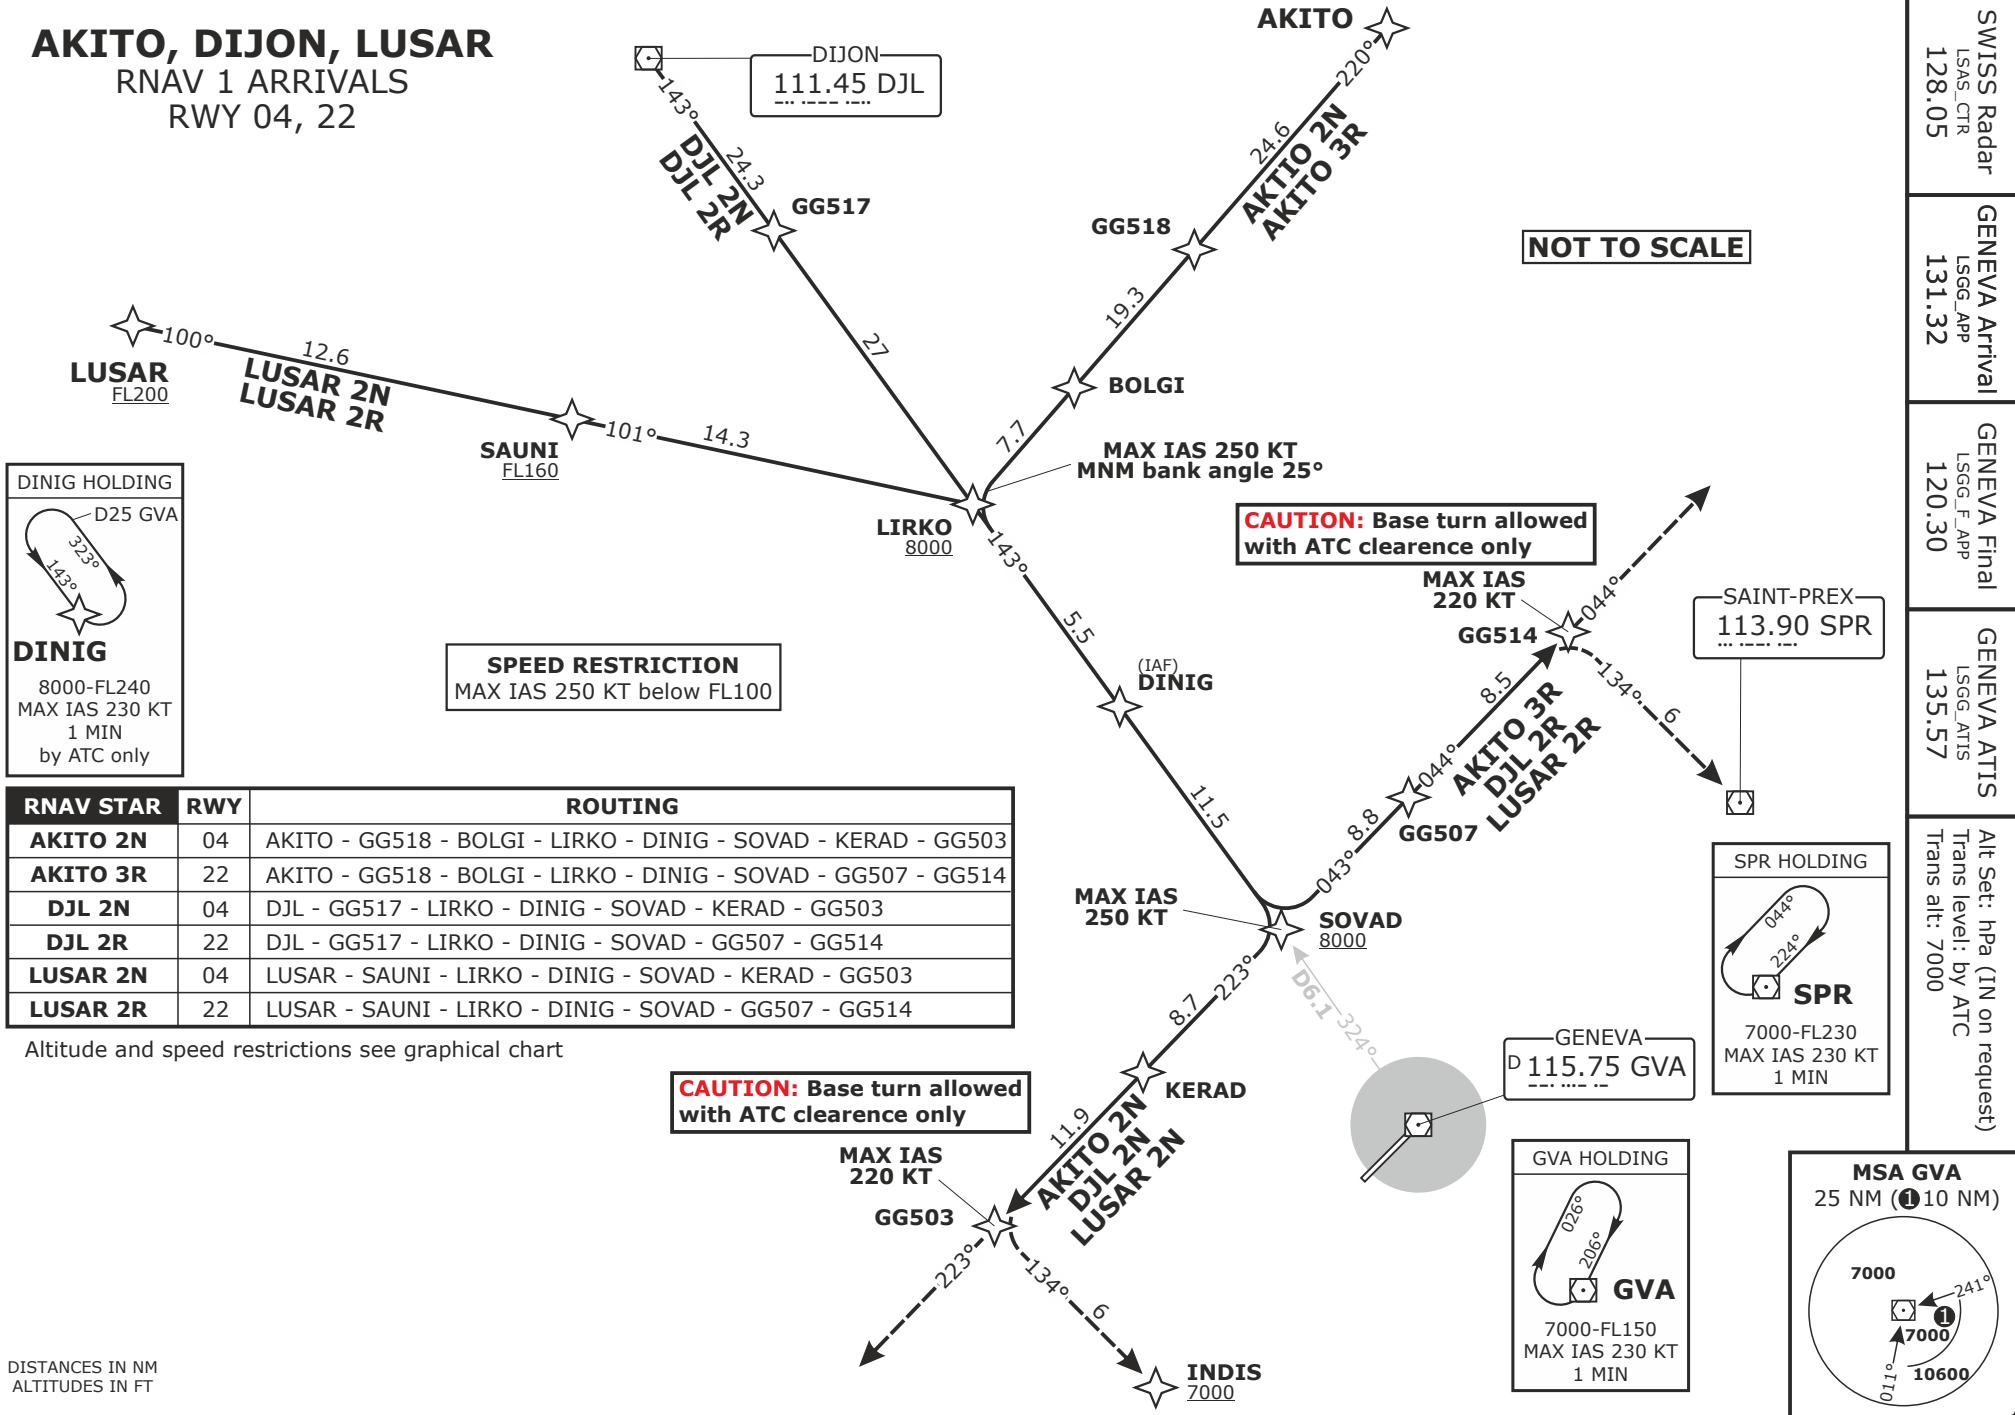 AKITO, DIJON, LUSAR
RNAV 1 ARRIVALS
RWY 04, 22
DIJON
111.45 DJL
143°
24.3
DJL 2N
DJL 2R
GG517
27
AKITO
220°
24.6
AKTIO 2N
AKITO 3R
GG518
19.3
BOLGI
7.7
MAX IAS 250 KT
MNM bank angle 25°
NOT TO SCALE
LUSAR
FL200
100°
12.6
LUSAR 2N
LUSAR 2R
SAUNI
FL160
101°
14.3
LIRKO
8000
143°
5.5
(IAF)
DINIG
11.5
DINIG HOLDING
D25 GVA
323°
143°
DINIG
8000-FL240
MAX IAS 230 KT
1 MIN
by ATC only
SPEED RESTRICTION
MAX IAS 250 KT below FL100
CAUTION: Base turn allowed
with ATC clearence only
MAX IAS
220 KT
GG514
044°
134°
6
SAINT-PREX
113.90 SPR
8.5
044°
AKITO 3R
DJL 2R
LUSAR 2R
GG507
8.8
043°
MAX IAS
250 KT
SOVAD
8000
D6.1
324°
223°
8.7
KERAD
11.9
AKITO 2N
DJL 2N
LUSAR 2N
RNAV STAR RWY ROUTING
AKITO 2N 04 AKITO - GG518 - BOLGI - LIRKO - DINIG - SOVAD - KERAD - GG503
AKITO 3R 22 AKITO - GG518 - BOLGI - LIRKO - DINIG - SOVAD - GG507 - GG514
DJL 2N 04 DJL - GG517 - LIRKO - DINIG - SOVAD - KERAD - GG503
DJL 2R 22 DJL - GG517 - LIRKO - DINIG - SOVAD - GG507 - GG514
LUSAR 2N 04 LUSAR - SAUNI - LIRKO - DINIG - SOVAD - KERAD - GG503
LUSAR 2R 22 LUSAR - SAUNI - LIRKO - DINIG - SOVAD - GG507 - GG514
Altitude and speed restrictions see graphical chart
CAUTION: Base turn allowed
with ATC clearence only
MAX IAS
220 KT
GG503
223°
134°
6
INDIS
7000
GENEVA
D 115.75 GVA
SPR HOLDING
044°
224°
SPR
7000-FL230
MAX IAS 230 KT
1 MIN
GVA HOLDING
026°
206°
GVA
7000-FL150
MAX IAS 230 KT
1 MIN
SWISS Radar
LSAS_CTR
128.05
GENEVA Arrival
LSGG_APP
131.32
GENEVA Final
LSGG_F_APP
120.30
GENEVA ATIS
LSGG_ATIS
135.57
Alt Set: hPa (IN on request)
Trans level: by ATC
Trans alt: 7000
MSA GVA
25 NM (1 10 NM)
7000
241°
1
7000
10600
011°
DISTANCES IN NM
ALTITUDES IN FT